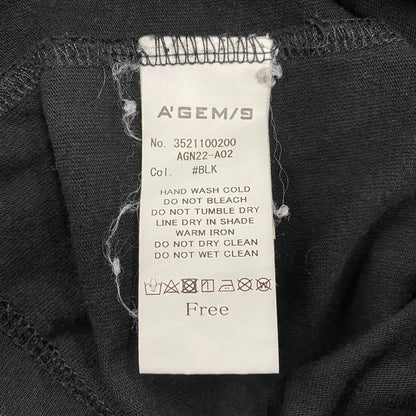 A'GEM/9
No. 3521100200
AGN22-A02
Col. #BLK
HAND WASH COLD
DO NOT BLEACH
DO NOT TUMBLE DRY
LINE DRY IN SHADE
WARM IRON
DO NOT DRY CLEAN
DO NOT WET CLEAN
Free